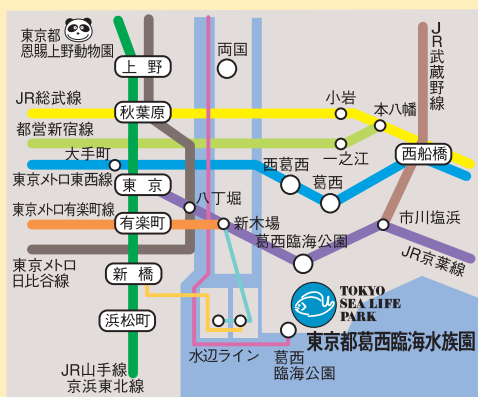 東京都
恩賜上野動物園
上野
両国
JR武蔵野線
JR総武線
小岩
秋葉原
本八幡
都営新宿線
大手町
一之江
西船橋
西葛西
東京メトロ東西線
東京
葛西
八丁堀
東京メトロ有楽町線
有楽町
新木場
市川塩浜
葛西臨海公園
東京メトロ
日比谷線
JR京葉線
新橋
TOKYO
SEA LIFE
PARK
浜松町
東京都葛西臨海水族園
水辺ライン
葛西
臨海公園
JR山手線
京浜東北線